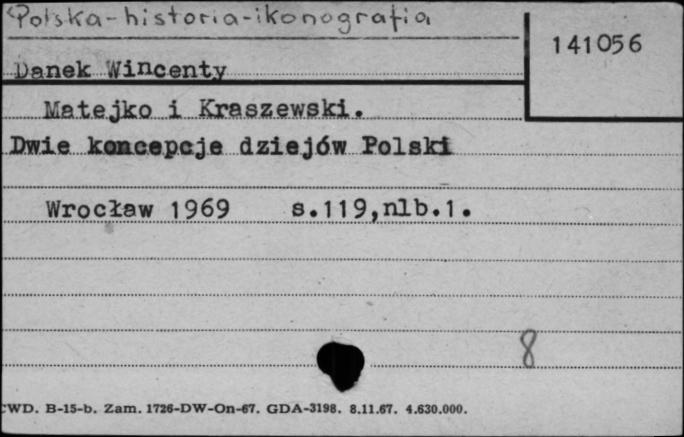 Polska-historia-ikonografia
141056
Danek Wincenty
Matejko i Kraszewski.
Dwie koncepcje dziejów Polski
Wrocław 1969 s.119,nlb.1.
8
CWD. B-15-b. Zam. 1726-DW-On-67. GDA-3198. 8.11.67. 4.630.000.